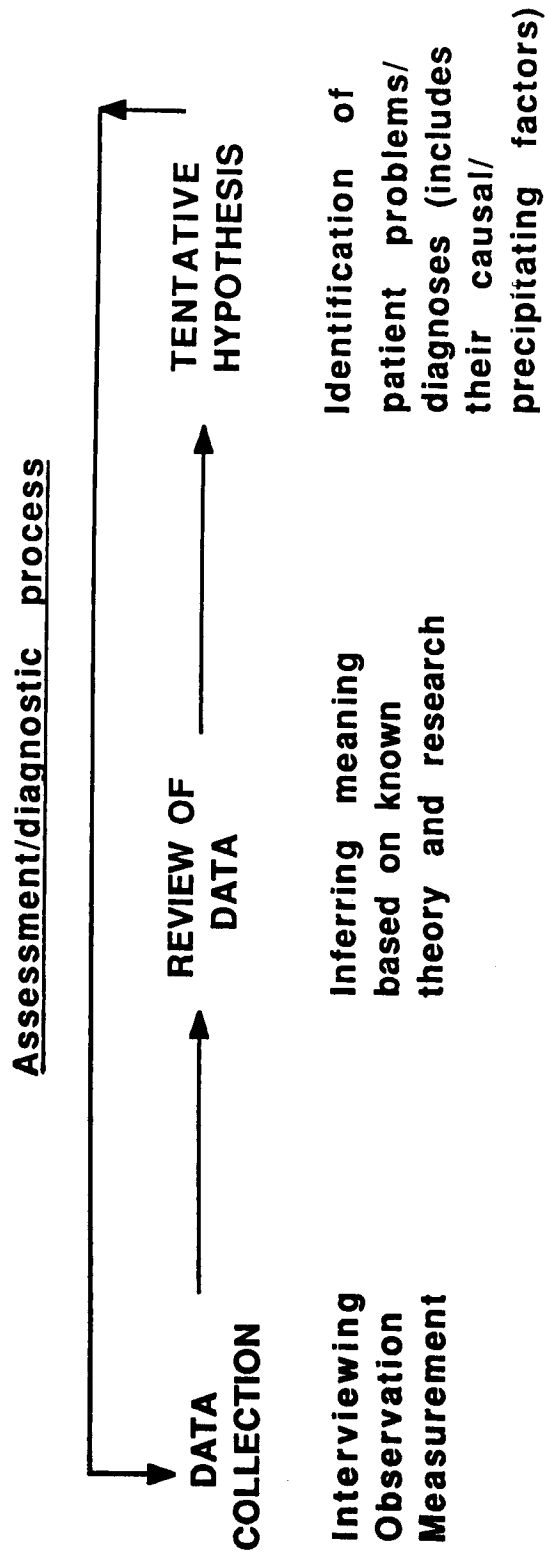 Assessment/diagnostic process
DATA
COLLECTION
REVIEW OF
DATA
TENTATIVE
HYPOTHESIS
Interviewing
Observation
Measurement
Inferring meaning
based on known
theory and research
Identification of
patient problems/
diagnoses (includes
their causal/
precipitating factors)